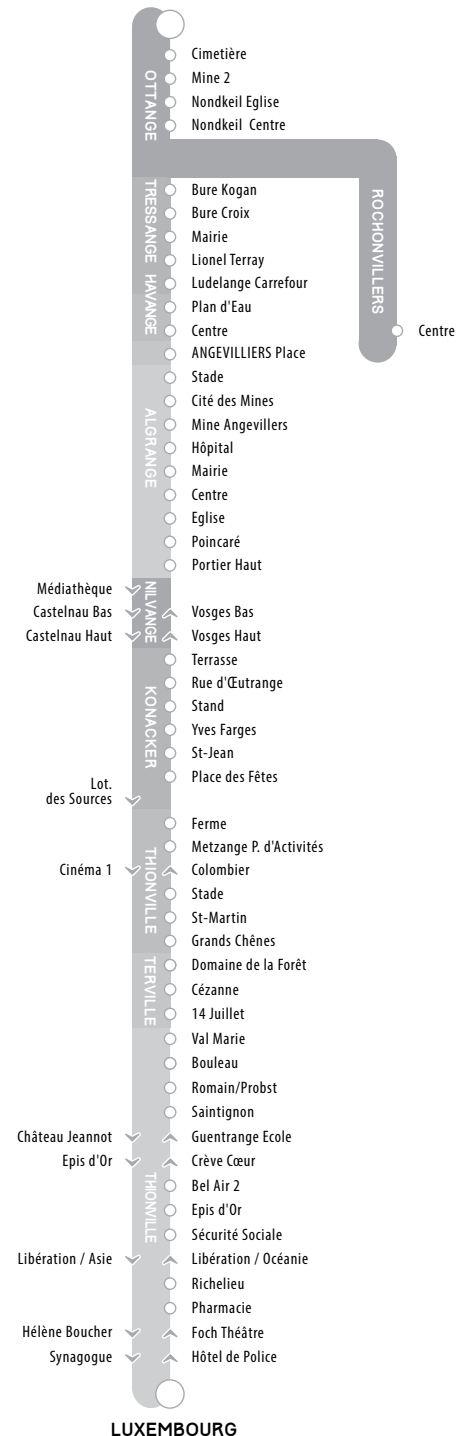 OTTANGE
Cimetière
Mine 2
Nondkeil Eglise
Nondkeil Centre
ROCHONVILLERS
Centre
TRESSANGE
Bure Kogan
Bure Croix
Mairie
Lionel Terray
Ludelange Carrefour
HAVANGE
Plan d'Eau
Centre
ANGEVILLIERS Place
ALGRANGE
Stade
Cité des Mines
Mine Angevillers
Hôpital
Mairie
Centre
Eglise
Poincaré
Portier Haut
NILVANGE
Médiathèque
Castelnau Bas
Vosges Bas
Castelnau Haut
Vosges Haut
KONACKER
Terrasse
Rue d'Œutrange
Stand
Yves Farges
St-Jean
Place des Fêtes
Lot.
des Sources
THIONVILLE
Ferme
Metzange P. d'Activités
Cinéma 1
Colombier
Stade
St-Martin
Grands Chênes
TERVILLE
Domaine de la Forêt
Cézanne
14 Juillet
THIONVILLE
Val Marie
Bouleau
Romain/Probst
Saintignon
Château Jeannot
Guentrange Ecole
Epis d'Or
Crève Cœur
Bel Air 2
Epis d'Or
Sécurité Sociale
Libération / Asie
Libération / Océanie
Richelieu
Pharmacie
Hélène Boucher
Foch Théâtre
Synagogue
Hôtel de Police
LUXEMBOURG